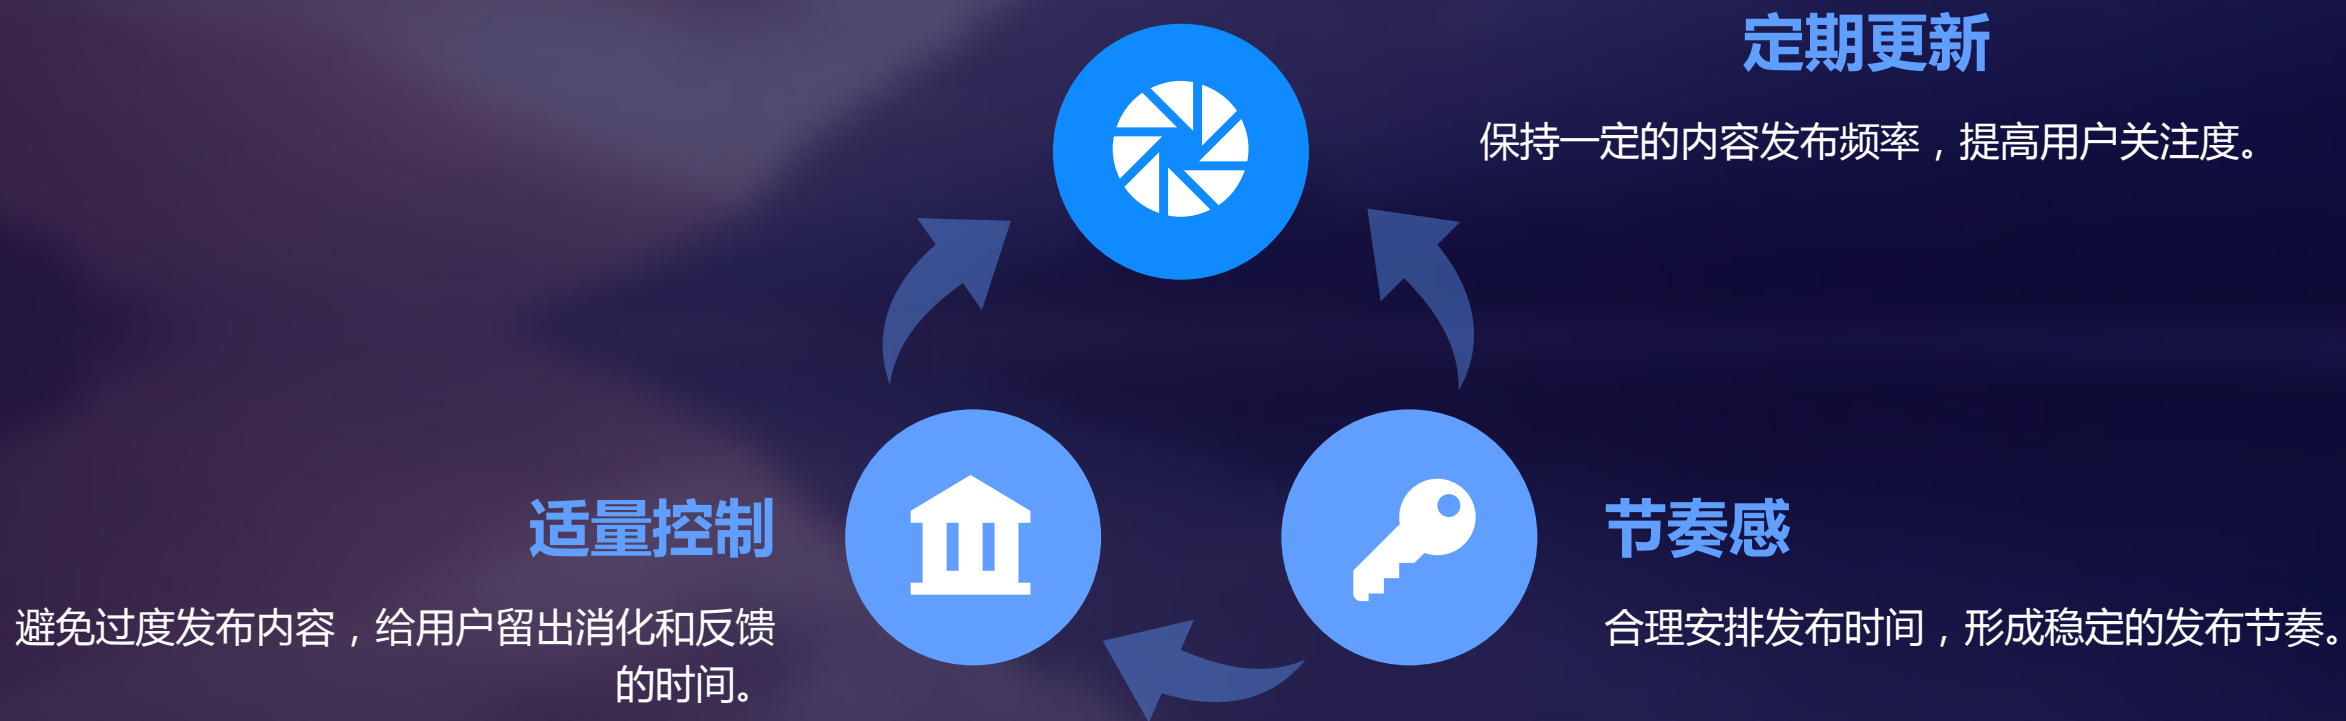 定期更新
保持一定的内容发布频率，提高用户关注度。
适量控制
避免过度发布内容，给用户留出消化和反馈
的时间。
节奏感
合理安排发布时间，形成稳定的发布节奏。